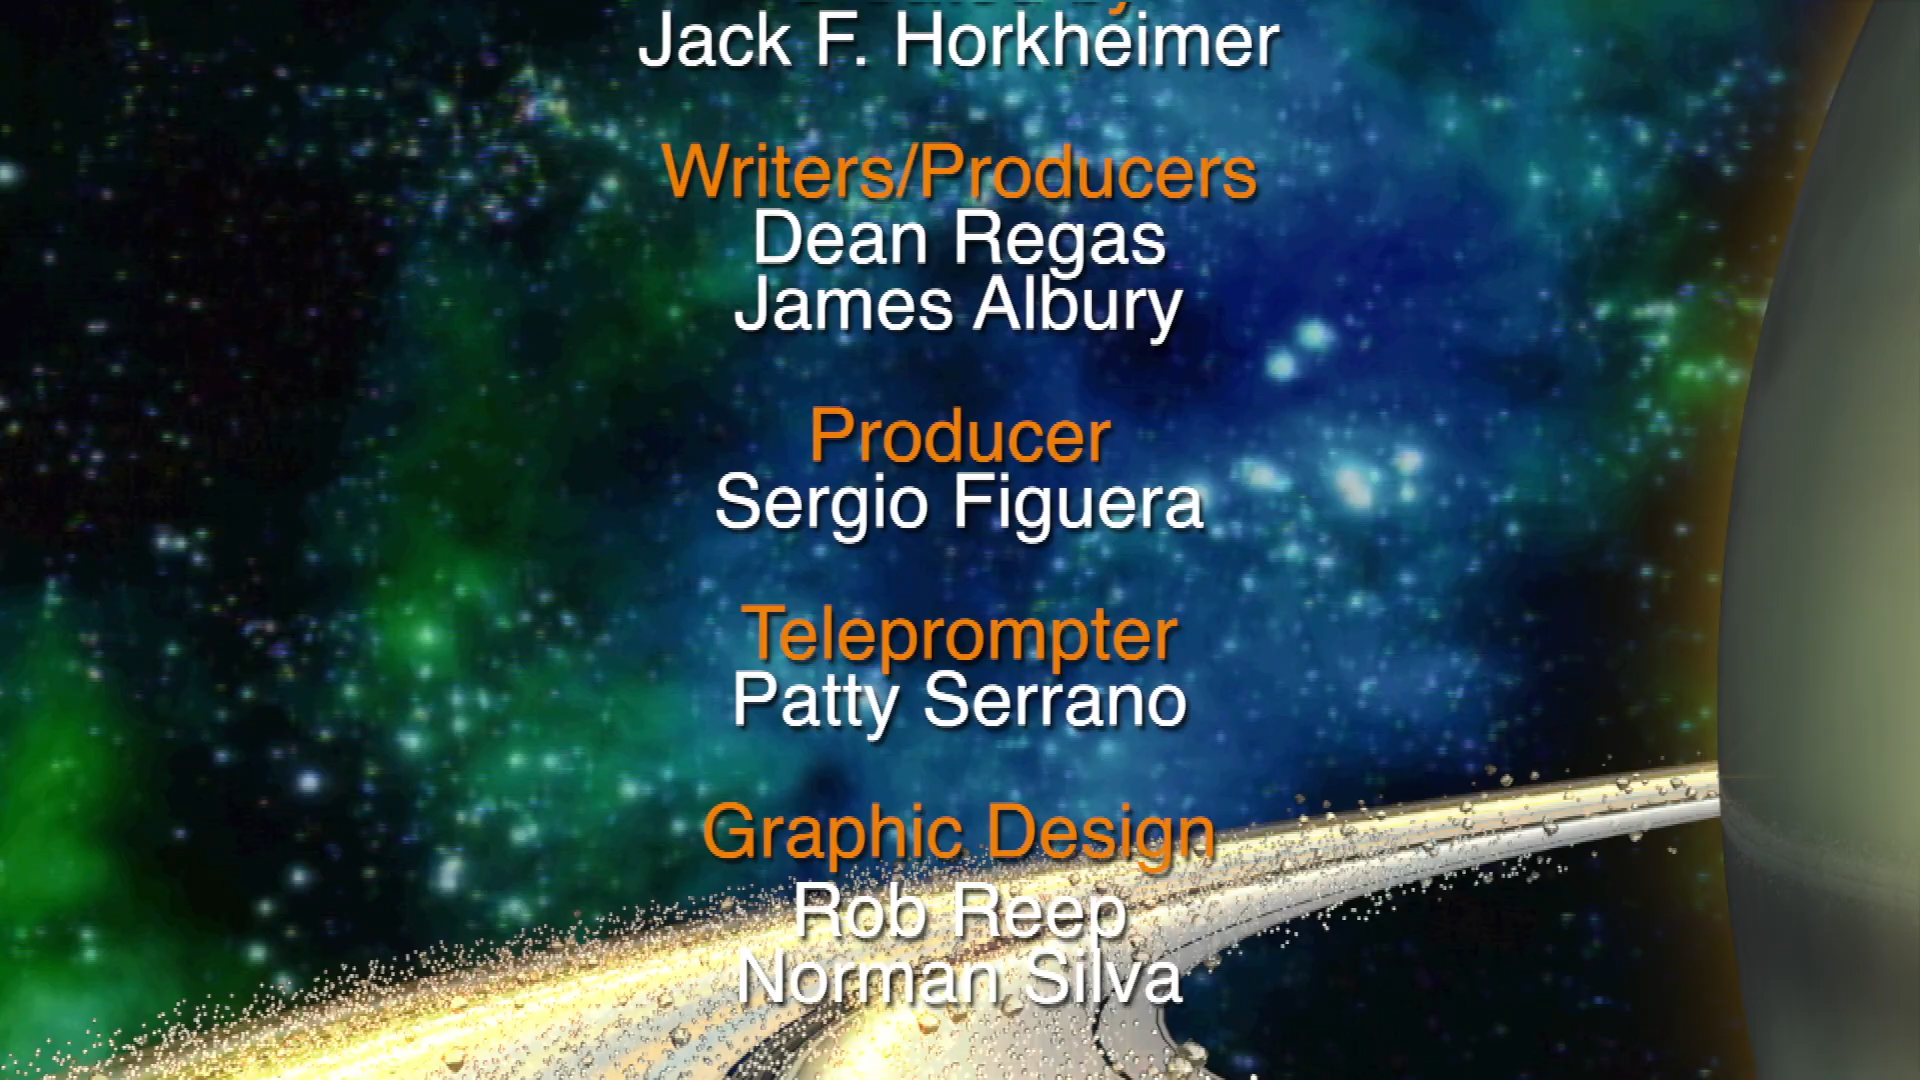 Jack F. Horkheimer
Writers/Producers
Dean Regas
James Albury
Producer
Sergio Figuera
Teleprompter
Patty Serrano
Graphic Design
Rob Reep
Norman Silva